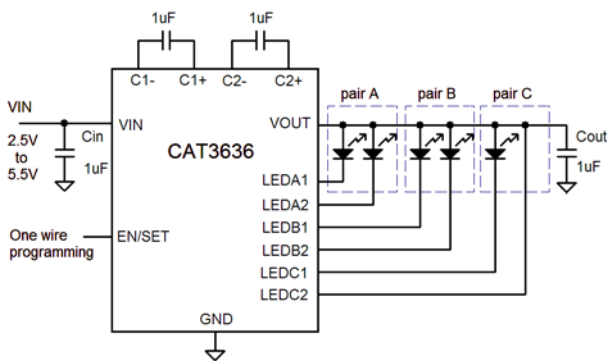 1uF
1uF
C1-
C1+
C2-
C2+
pair A
pair B
pair C
VIN
VIN
VOUT
Cin
Cout
2.5V
to
5.5V
1uF
CAT3636
1uF
LEDA1
LEDA2
One wire
programming
EN/SET
LEDB1
LEDB2
LEDC1
LEDC2
GND